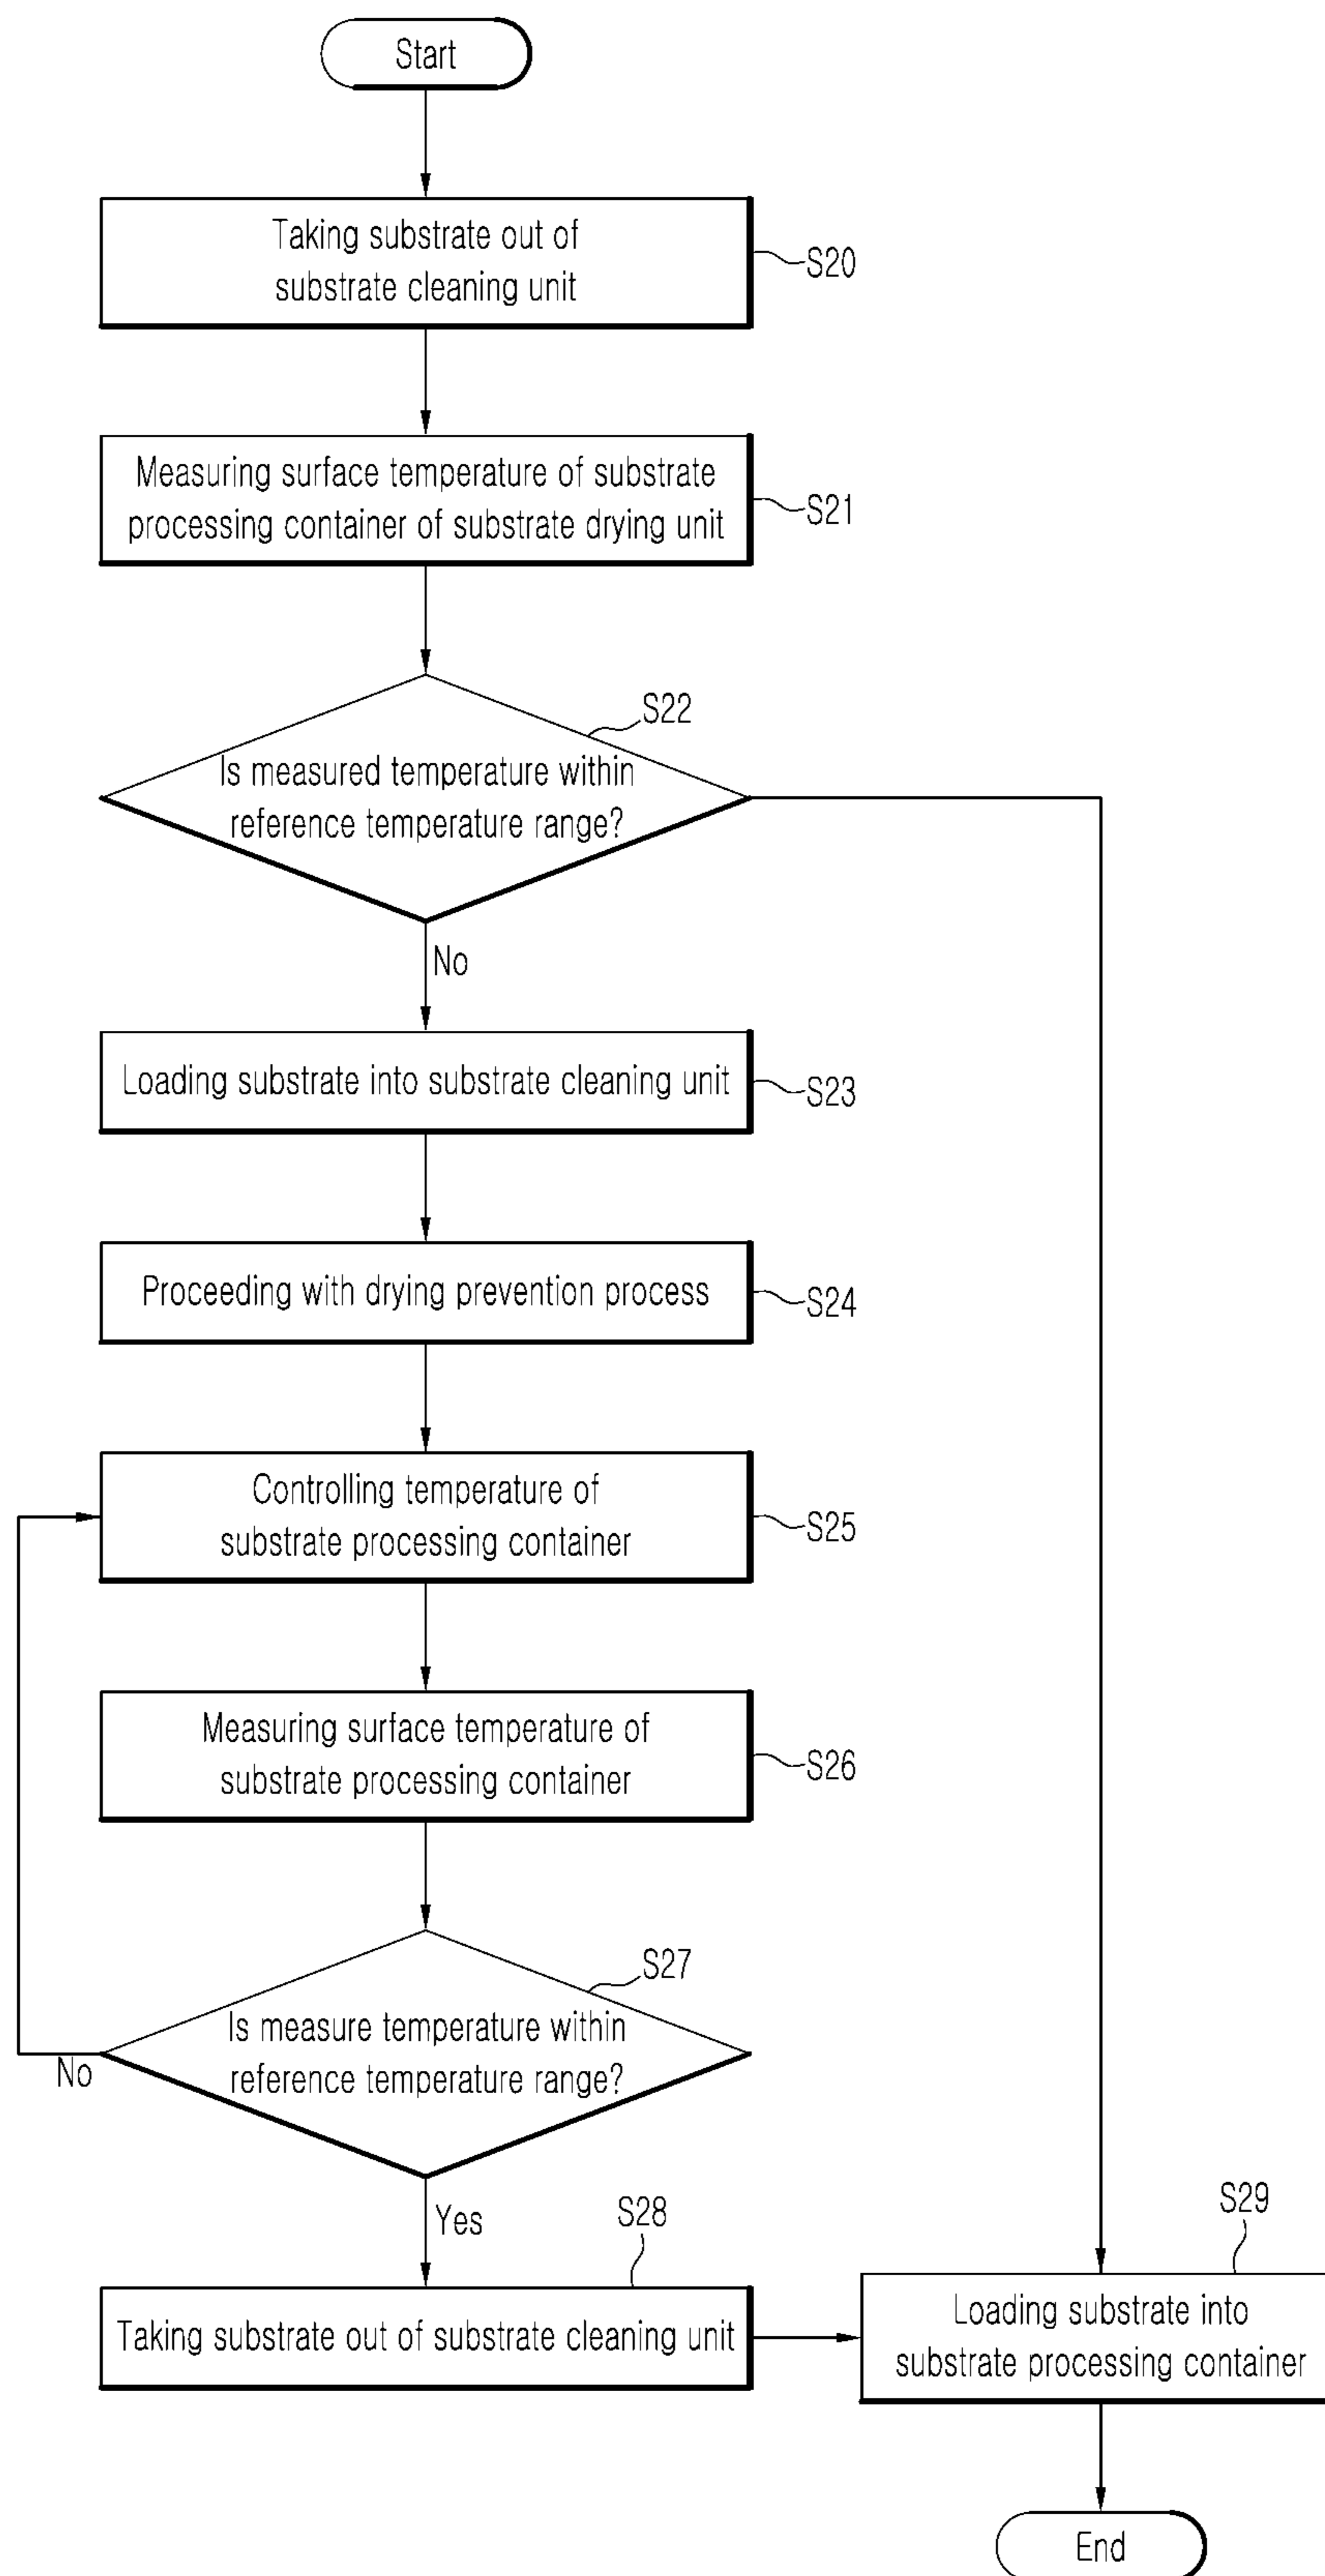 Start
Taking substrate out of
substrate cleaning unit
S20
Measuring surface temperature of substrate
processing container of substrate drying unit
S21
S22
Is measured temperature within
reference temperature range?
No
Loading substrate into substrate cleaning unit
S23
Proceeding with drying prevention process
S24
Controlling temperature of
substrate processing container
S25
Measuring surface temperature of
substrate processing container
S26
S27
Is measure temperature within
reference temperature range?
No
Yes
S28
Taking substrate out of substrate cleaning unit
S29
Loading substrate into
substrate processing container
End